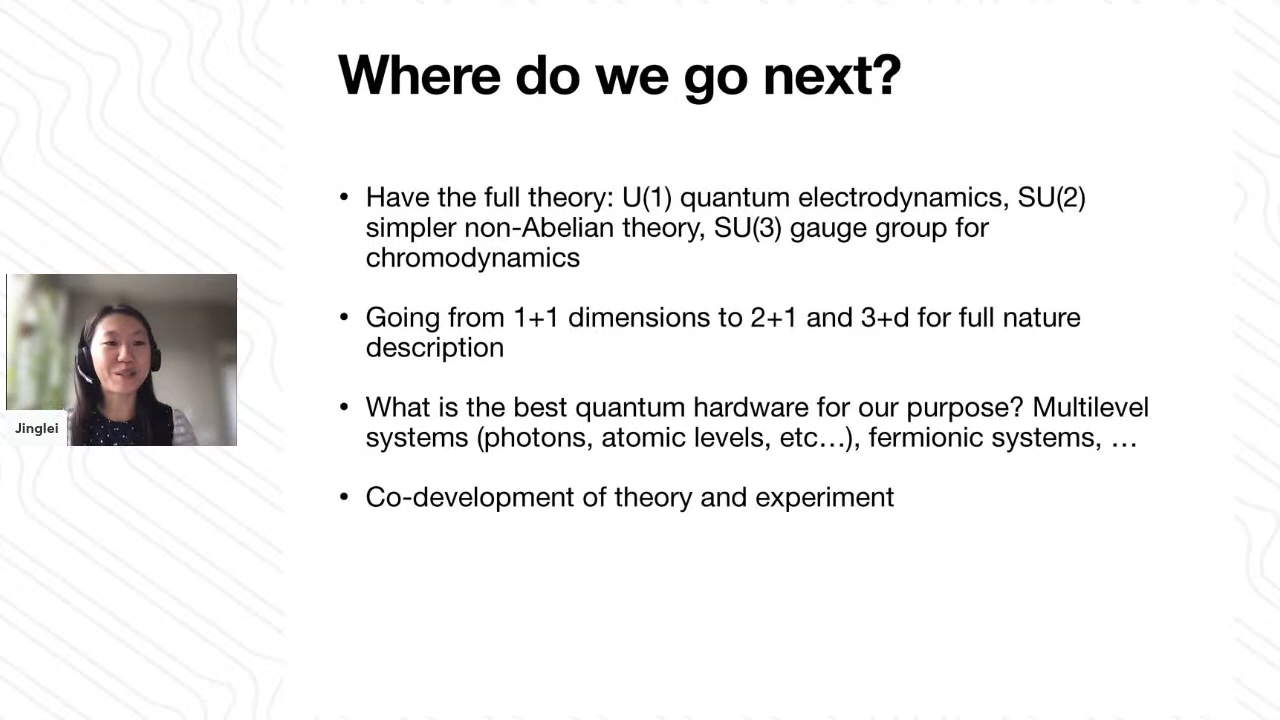 Where do we go next?
• Have the full theory: U(1) quantum electrodynamics, SU(2)
simpler non-Abelian theory, SU(3) gauge group for
chromodynamics
• Going from 1+1 dimensions to 2+1 and 3+d for full nature
description
• What is the best quantum hardware for our purpose? Multilevel
systems (photons, atomic levels, etc…), fermionic systems, …
• Co-development of theory and experiment
Jinglei